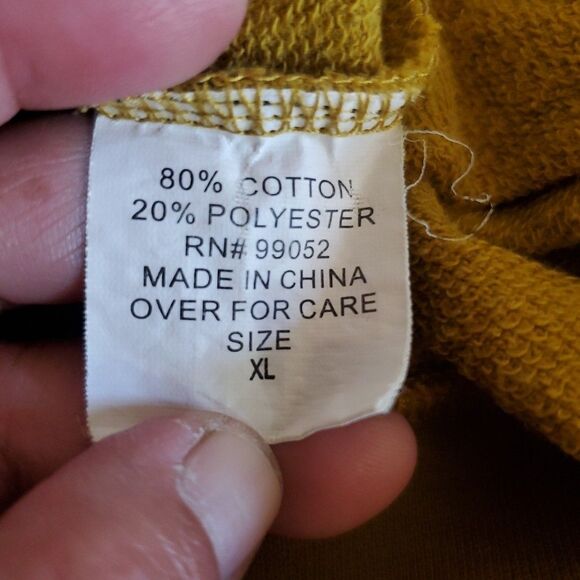 80% COTTON
20% POLYESTER
RN# 99052
MADE IN CHINA
OVER FOR CARE
SIZE
XL